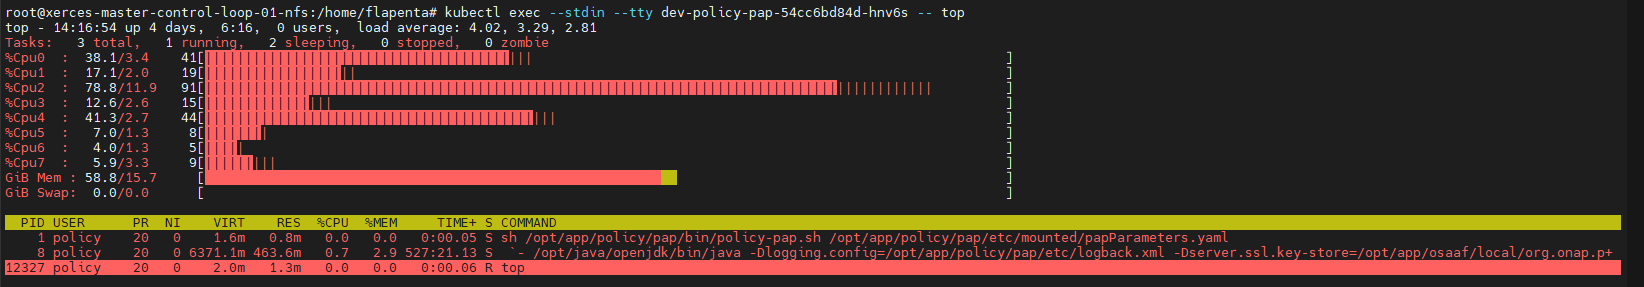 root@xerces-master-control-loop-01-nfs:/home/flapenta# kubectl exec --stdin --tty dev-policy-pap-54cc6bd84d-hnv6s -- top
top - 14:16:54 up 4 days,  6:16,  0 users,  load average: 4.02, 3.29, 2.81
Tasks:   3 total,   1 running,   2 sleeping,   0 stopped,   0 zombie
%Cpu0  :  38.1/3.4    41[||||||||||||||||||||||||||||||||||||||||| ]
%Cpu1  :  17.1/2.0    19[||||||||||||||||||| ]
%Cpu2  :  78.8/11.9   91[||||||||||||||||||||||||||||||||||||||||||||||||||||||||||||||||||||||||||||||||||||||||||| ]
%Cpu3  :  12.6/2.6    15[||||||||||||||| ]
%Cpu4  :  41.3/2.7    44[|||||||||||||||||||||||||||||||||||||||||||| ]
%Cpu5  :   7.0/1.3     8[|||||||| ]
%Cpu6  :   4.0/1.3     5[||||| ]
%Cpu7  :   5.9/3.3     9[||||||||| ]
GiB Mem : 58.8/15.7     [ ]
GiB Swap:  0.0/0.0      [ ]
PID USER      PR  NI    VIRT    RES  %CPU  %MEM     TIME+ S COMMAND
1 policy    20   0    1.6m   0.8m   0.0   0.0   0:00.05 S sh /opt/app/policy/pap/bin/policy-pap.sh /opt/app/policy/pap/etc/mounted/papParameters.yaml
8 policy    20   0 6371.1m 463.6m   0.7   2.9 527:21.13 S  `- /opt/java/openjdk/bin/java -Dlogging.config=/opt/app/policy/pap/etc/logback.xml -Dserver.ssl.key-store=/opt/app/osaaf/local/org.onap.p+
12327 policy    20   0    2.0m   1.3m   0.0   0.0   0:00.06 R top